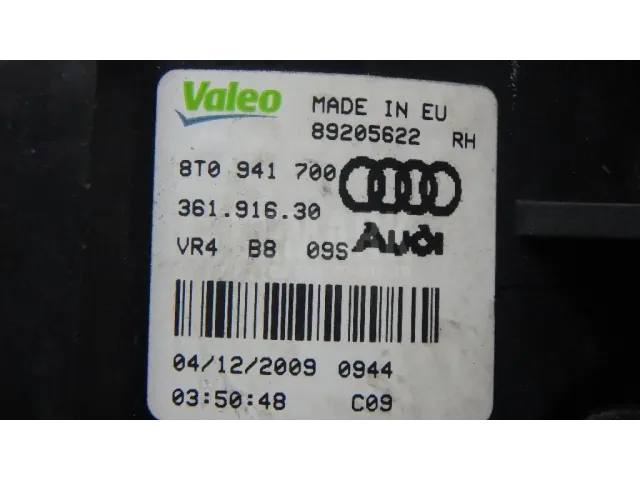 Valeo
MADE IN EU
89205622 RH
8T0 941 700
361.916.30
Audi
VR4 B8 09S
04/12/2009 0944
03:50:48 C09